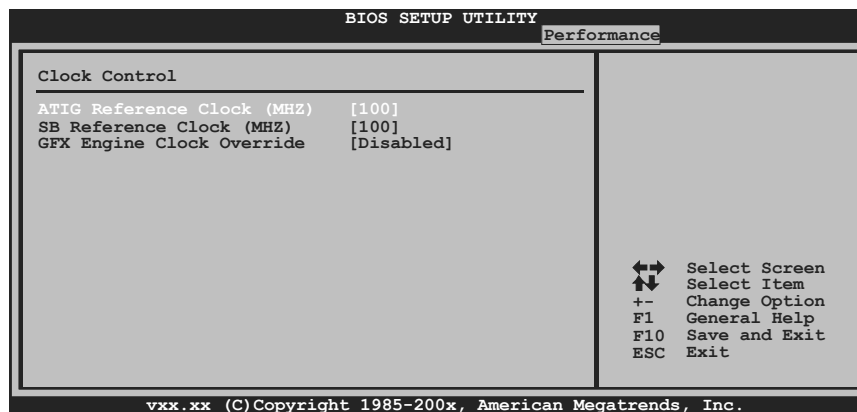 BIOS SETUP UTILITY
Performance
Clock Control
ATIG Reference Clock (MHZ) [100]
SB Reference Clock (MHZ) [100]
GFX Engine Clock Override [Disabled]
Select Screen
Select Item
+- Change Option
F1 General Help
F10 Save and Exit
ESC Exit
vxx.xx (C)Copyright 1985-200x, American Megatrends, Inc.